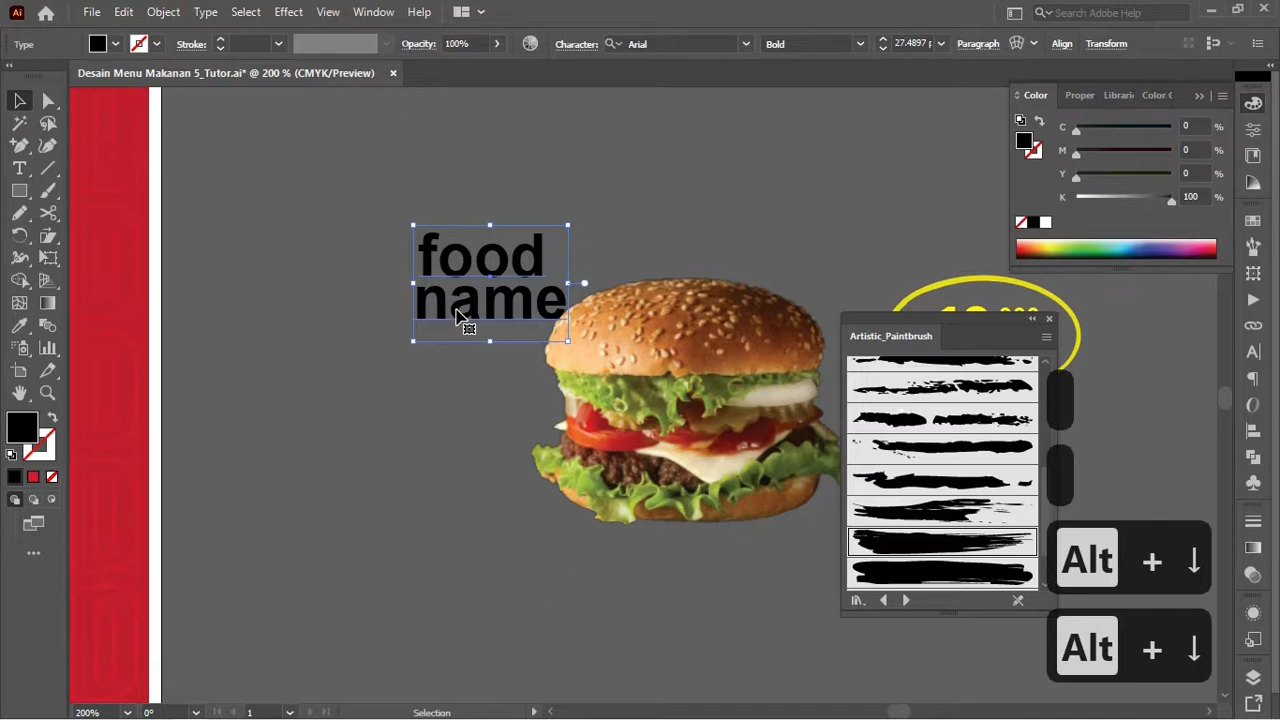 Ai File Edit Object Type Select Effect View Window Help Search Adobe Help
Type Stroke: Opacity: 100% Character: Arial Bold 27.4897 p Paragraph Align Transform
Desain Menu Makanan 5_Tutor.ai* @ 200 % (CMYK/Preview)
Color Proper Librari Color C
C 0 %
M 0 %
Y 0 %
K 100 %
food
name
Artistic_Paintbrush
Alt + ↓
Alt + ↓
200% 0° 1 Selection